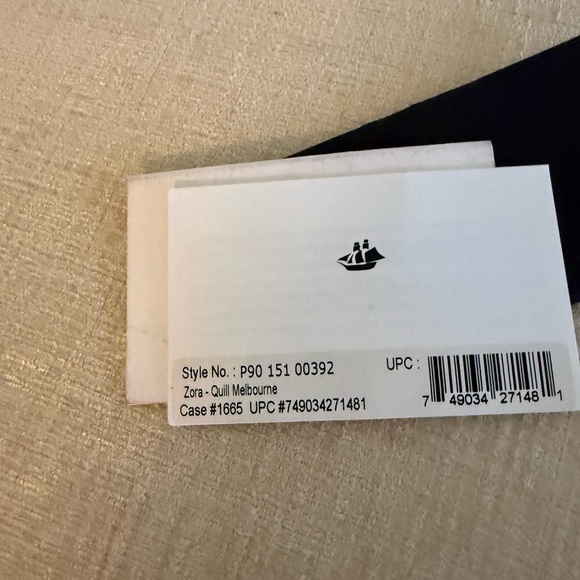 Style No. : P90 151 00392
Zora - Quill Melbourne
Case #1665 UPC #749034271481
UPC :
7 49034 27148 1